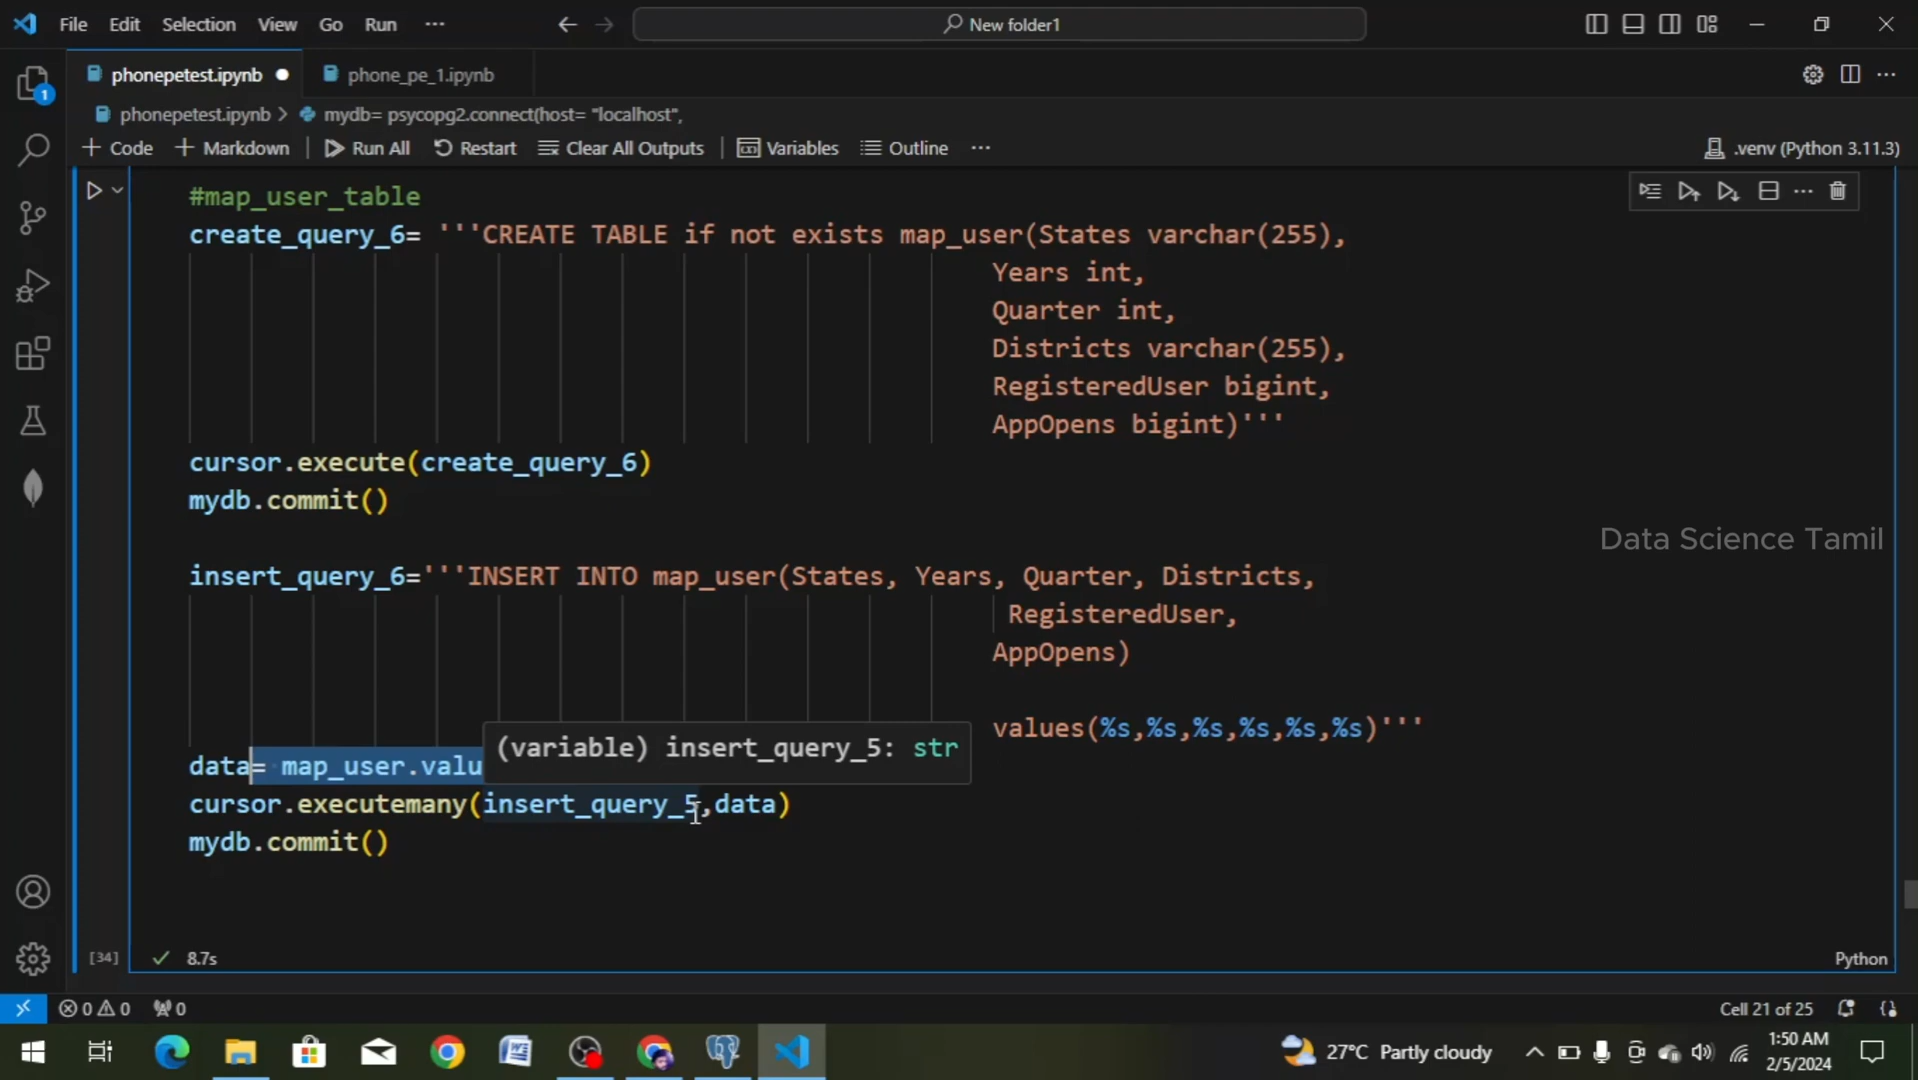 File Edit Selection View Go Run ··· New folder1
phonepetest.ipynb phone_pe_1.ipynb
phonepetest.ipynb > mydb= psycopg2.connect(host= "localhost",
+ Code + Markdown Run All Restart Clear All Outputs Variables Outline ··· .venv (Python 3.11.3)
#map_user_table
create_query_6= '''CREATE TABLE if not exists map_user(States varchar(255),
Years int,
Quarter int,
Districts varchar(255),
RegisteredUser bigint,
AppOpens bigint)'''
cursor.execute(create_query_6)
mydb.commit()
Data Science Tamil
insert_query_6='''INSERT INTO map_user(States, Years, Quarter, Districts,
RegisteredUser,
AppOpens)
values(%s,%s,%s,%s,%s,%s)'''
(variable) insert_query_5: str
data= map_user.valu
cursor.executemany(insert_query_5,data)
mydb.commit()
[34] 8.7s Python
0 0 0 Cell 21 of 25
27°C Partly cloudy 1:50 AM
2/5/2024
1